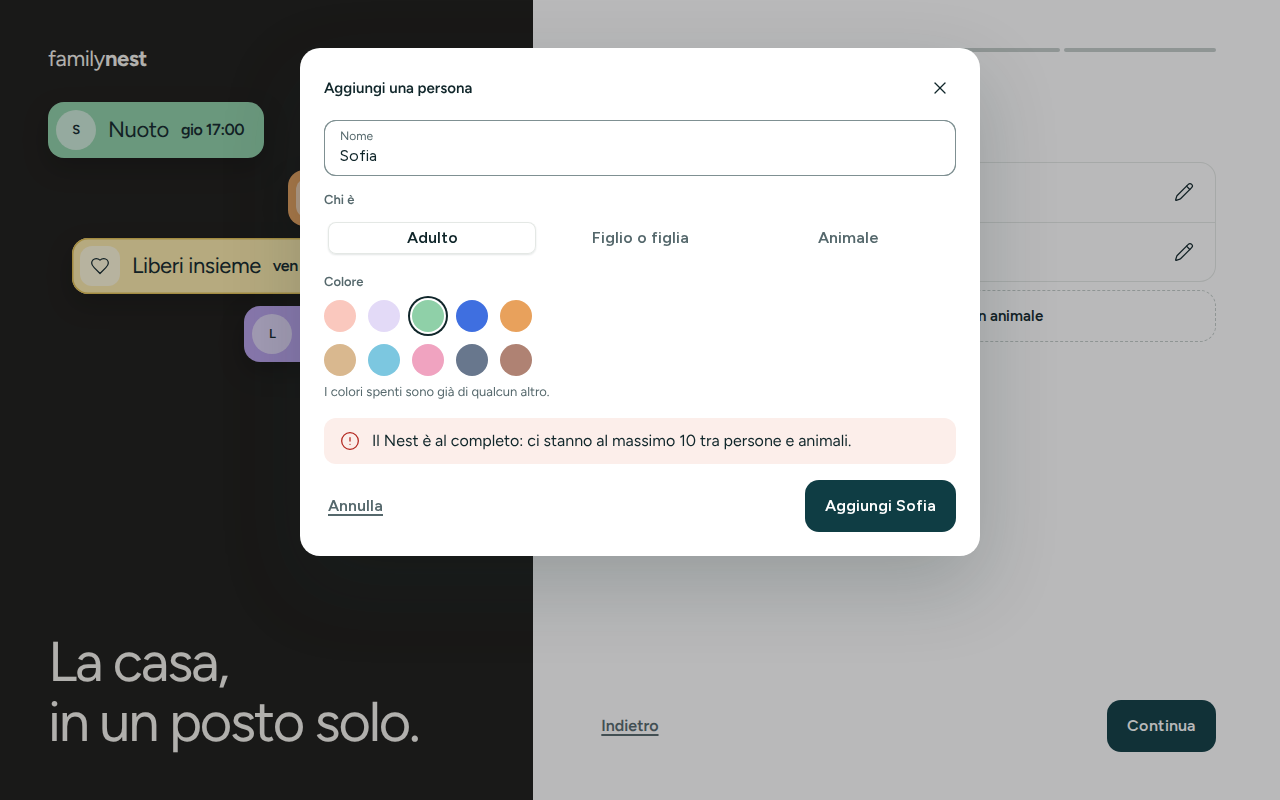 familynest
S Nuoto gio 17:00
Liberi insieme ven
L
La casa,
in un posto solo.
Aggiungi una persona
Nome
Sofia
Chi è
Adulto Figlio o figlia Animale
Colore
I colori spenti sono già di qualcun altro.
Il Nest è al completo: ci stanno al massimo 10 tra persone e animali.
Annulla Aggiungi Sofia
n animale
Indietro Continua